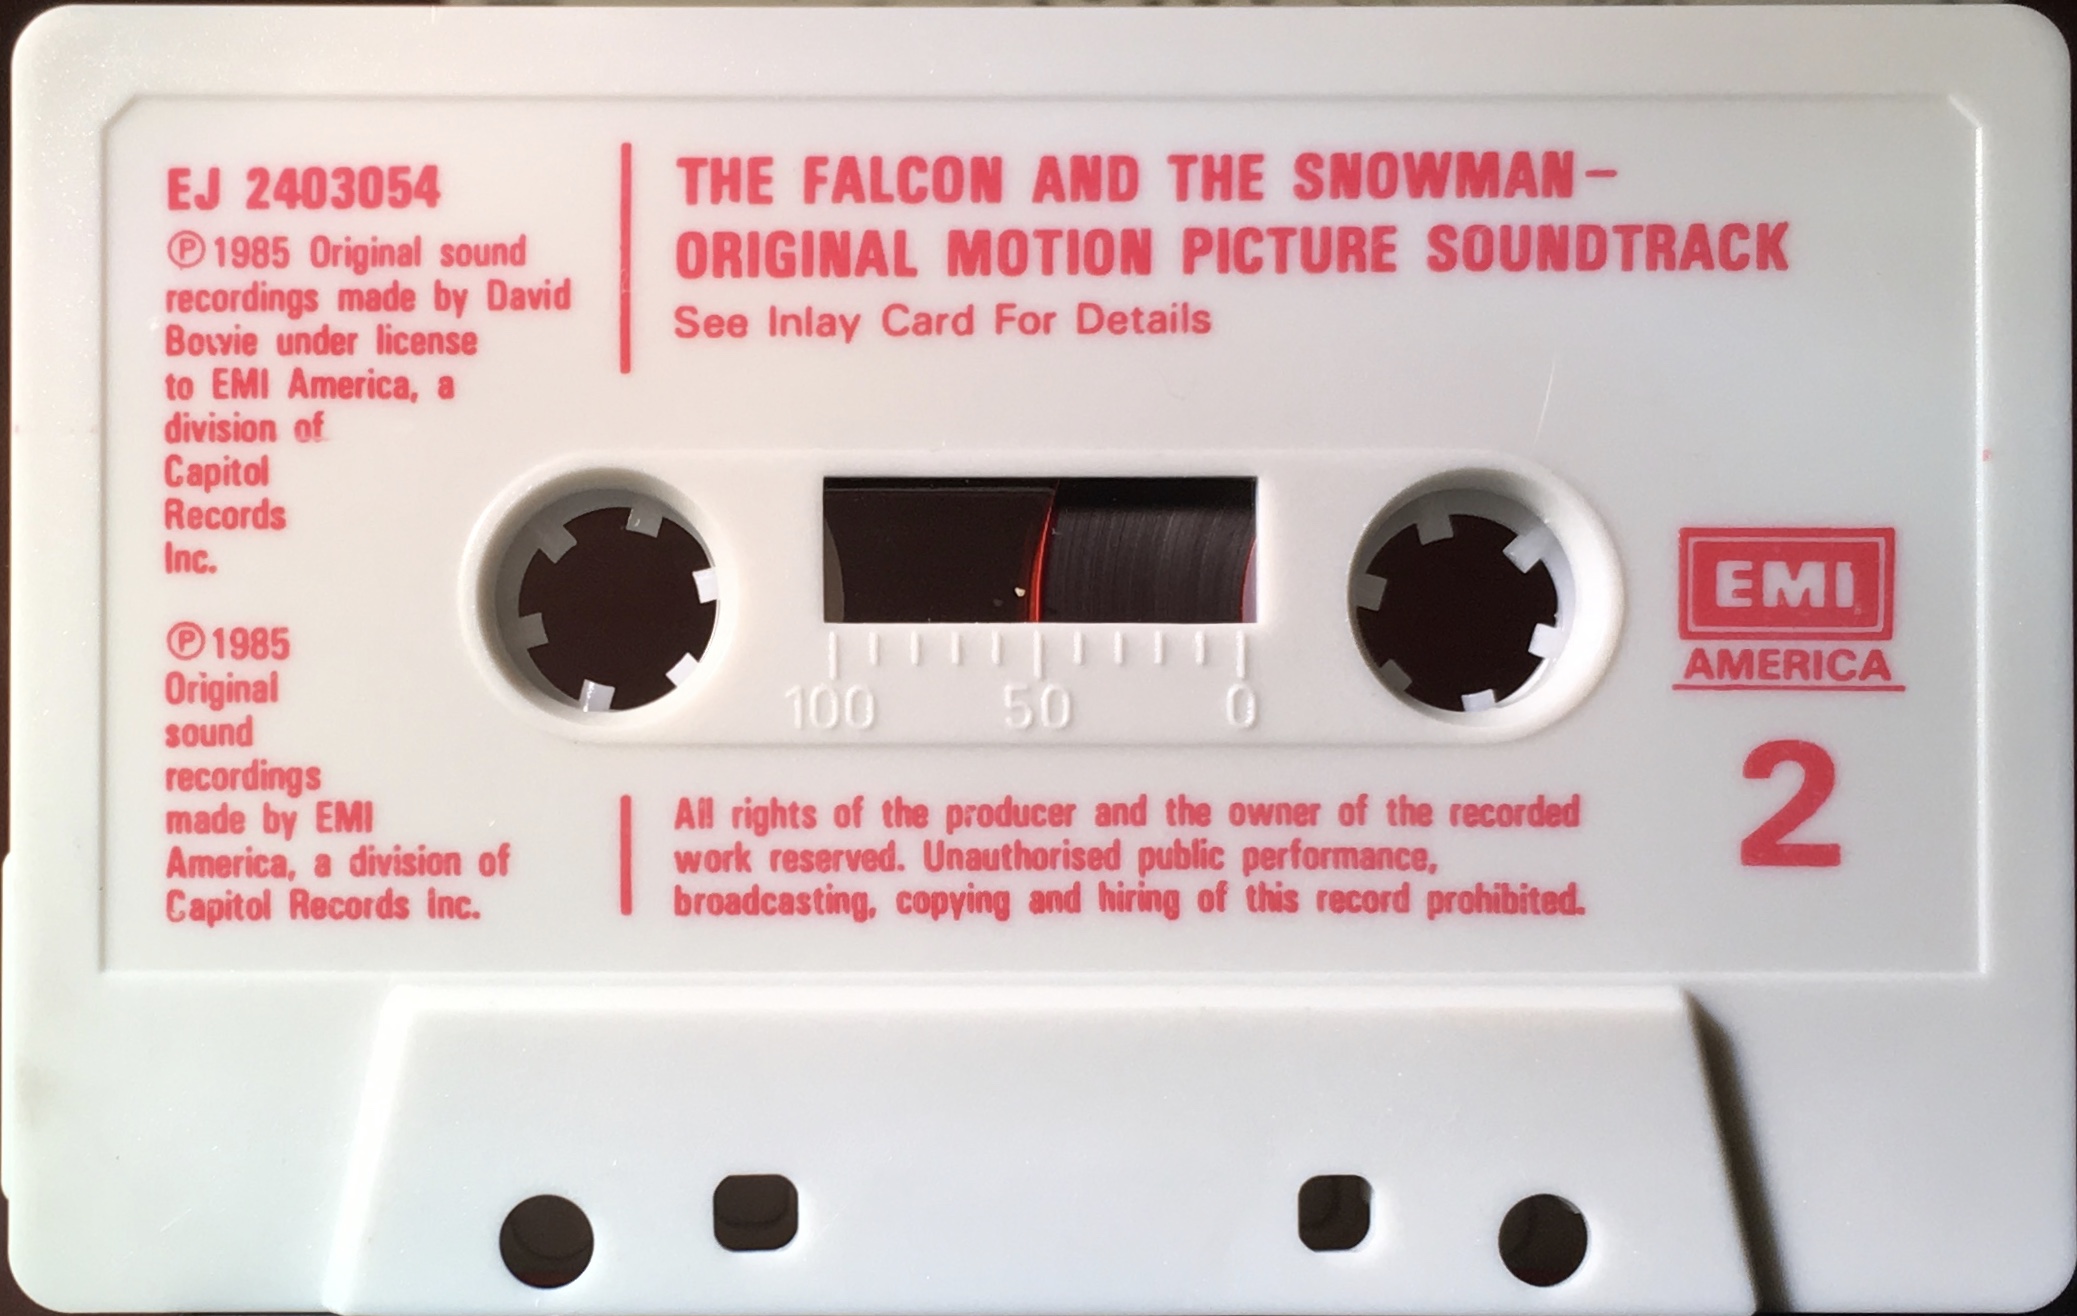 EJ 2403054
Ⓟ 1985 Original sound
recordings made by David
Bowie under license
to EMI America, a
division of
Capitol
Records
Inc.
Ⓟ 1985
Original
sound
recordings
made by EMI
America, a division of
Capitol Records Inc.
THE FALCON AND THE SNOWMAN–
ORIGINAL MOTION PICTURE SOUNDTRACK
See Inlay Card For Details
100 50 0
EMI
AMERICA
2
All rights of the producer and the owner of the recorded
work reserved. Unauthorised public performance,
broadcasting, copying and hiring of this record prohibited.